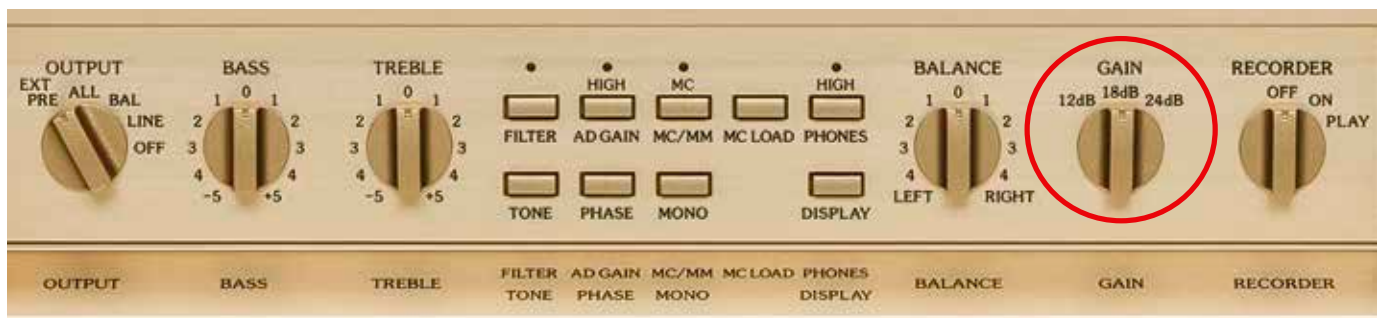 OUTPUT
EXT
PRE ALL BAL
LINE
OFF
BASS
1 0 1
2 2
3 3
4 4
-5 +5
TREBLE
1 0 1
2 2
3 3
4 4
-5 +5
HIGH MC HIGH
FILTER AD GAIN MC/MM MC LOAD PHONES
TONE PHASE MONO DISPLAY
BALANCE
1 0 1
2 2
3 3
4 4
LEFT RIGHT
GAIN
12dB 18dB 24dB
RECORDER
OFF ON
PLAY
OUTPUT BASS TREBLE
FILTER AD GAIN MC/MM MC LOAD PHONES
TONE PHASE MONO DISPLAY
BALANCE GAIN RECORDER